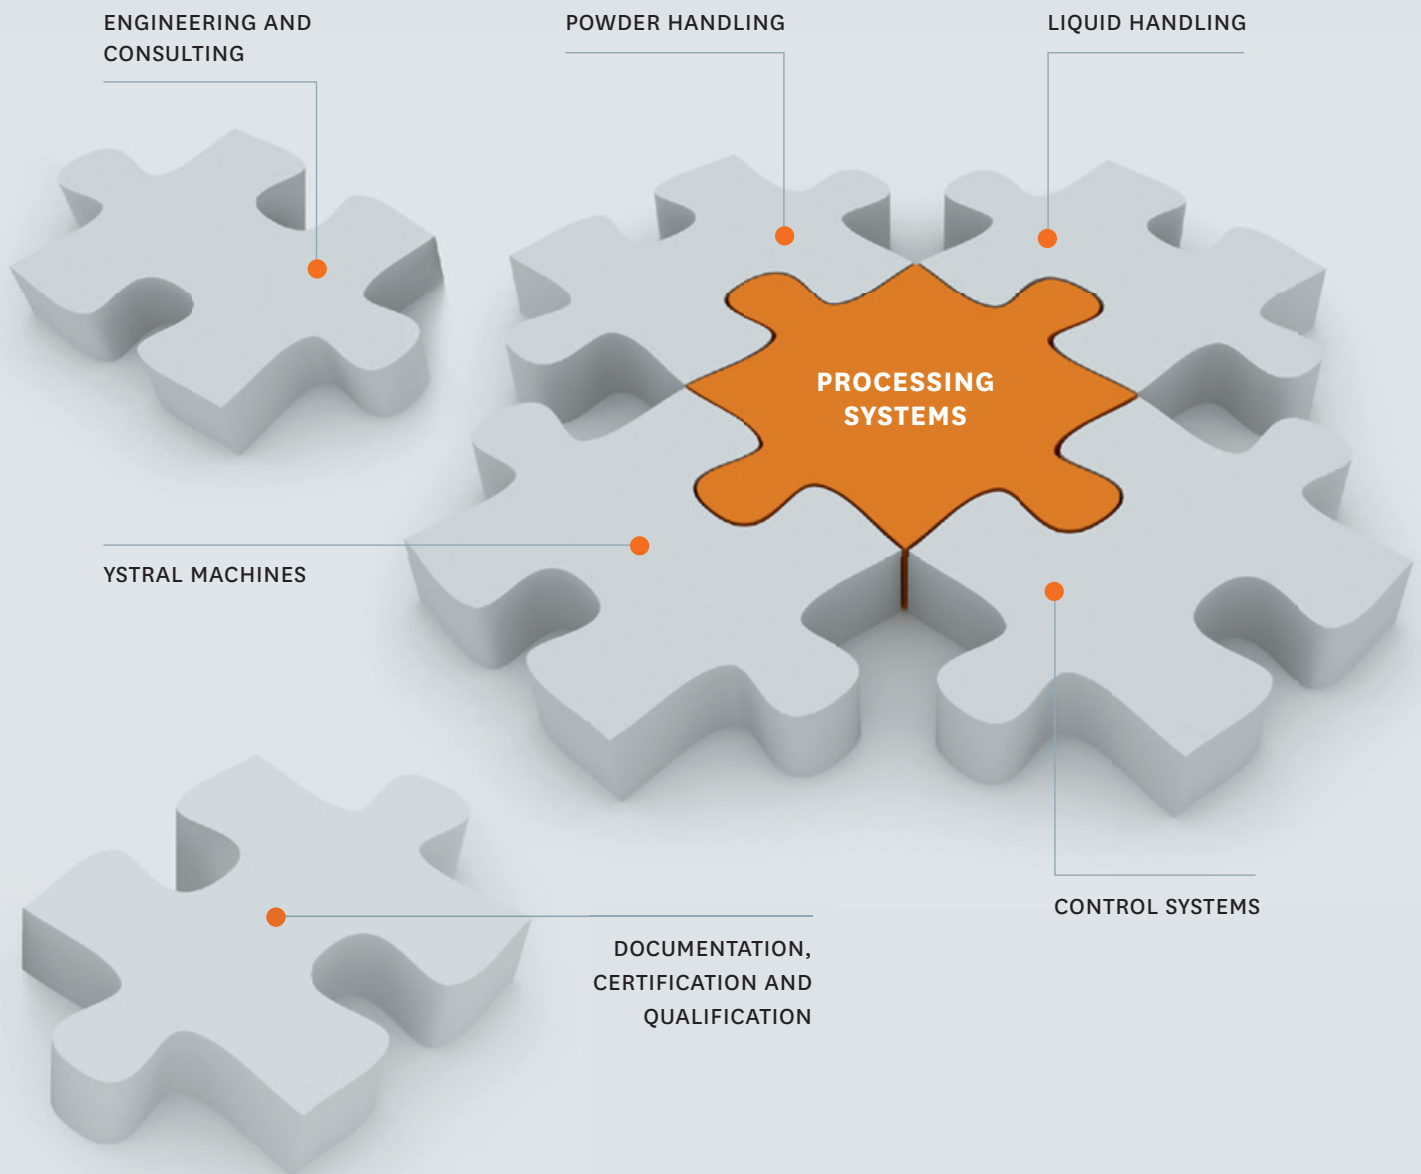 ENGINEERING AND
CONSULTING
POWDER HANDLING
LIQUID HANDLING
PROCESSING
SYSTEMS
YSTRAL MACHINES
CONTROL SYSTEMS
DOCUMENTATION,
CERTIFICATION AND
QUALIFICATION